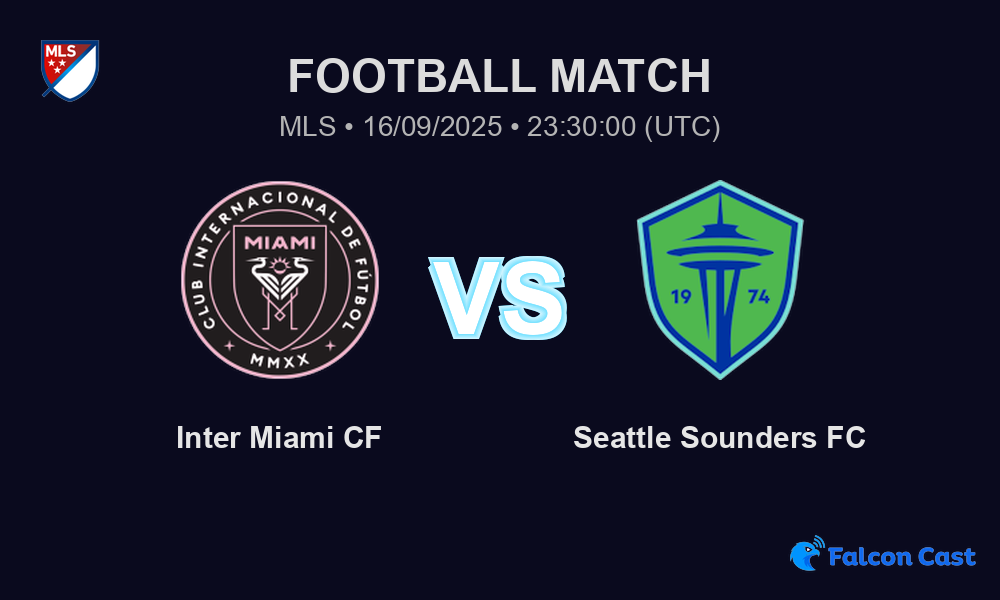 MLS
FOOTBALL MATCH
MLS • 16/09/2025 • 23:30:00 (UTC)
CLUB INTERNACIONAL DE FÚTBOL
MIAMI
MMXX
VS
19 74
Inter Miami CF
Seattle Sounders FC
Falcon Cast